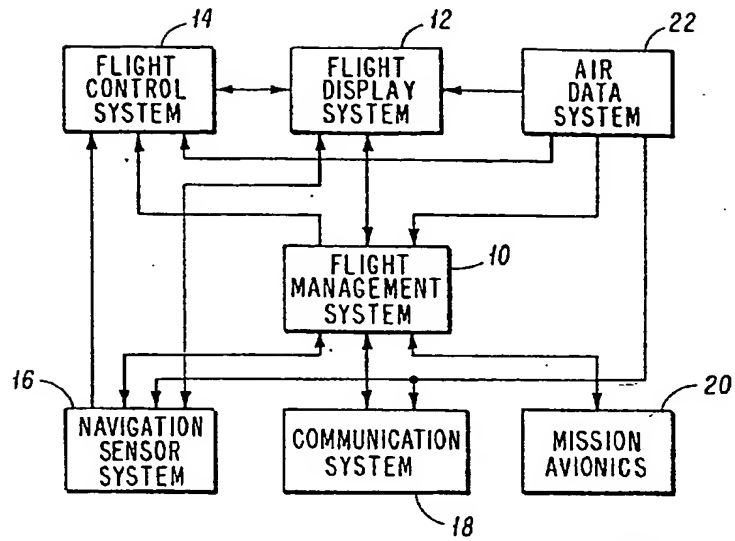 14
12
22
FLIGHT
CONTROL
SYSTEM
FLIGHT
DISPLAY
SYSTEM
AIR
DATA
SYSTEM
10
FLIGHT
MANAGEMENT
SYSTEM
16
20
NAVIGATION
SENSOR
SYSTEM
COMMUNICATION
SYSTEM
MISSION
AVIONICS
18